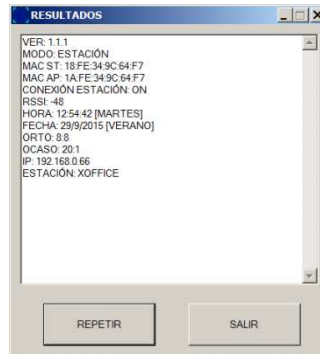 RESULTADOS
VER: 1.1.1
MODO: ESTACIÓN
MAC ST: 18:FE:34:9C:64:F7
MAC AP: 1A:FE:34:9C:64:F7
CONEXIÓN ESTACIÓN: ON
RSSI: -48
HORA: 12:54:42 [MARTES]
FECHA: 29/9/2015 [VERANO]
ORTO: 8:8
OCASO: 20:1
IP: 192.168.0.66
ESTACIÓN: XOFFICE
REPETIR
SALIR